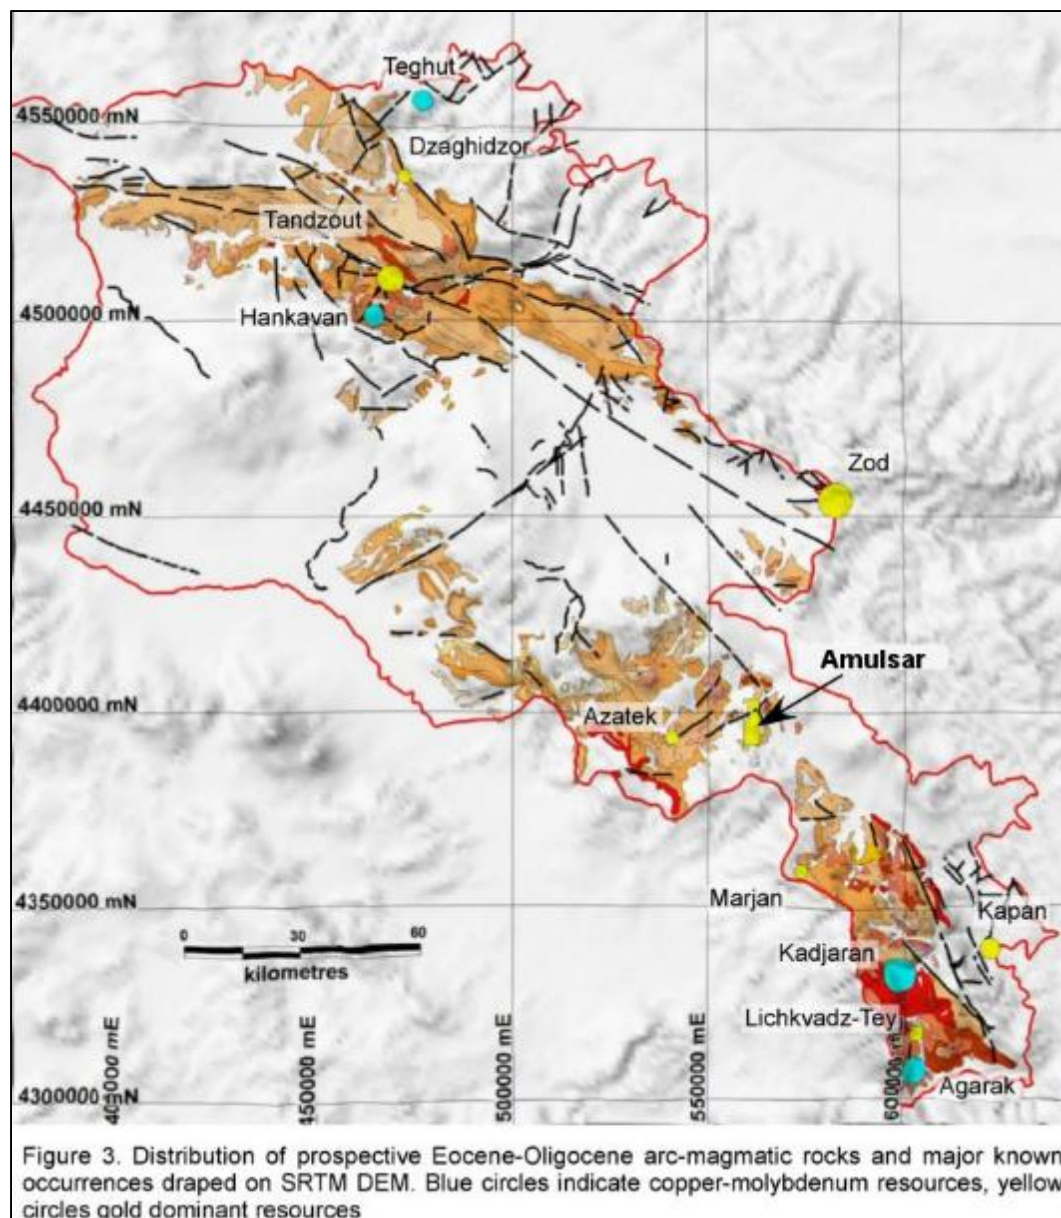 Teghut
4550000 mN
Dzaghidzor
Tandzout
4500000 mN
Hankavan
Zod
4450000 mN
Amulsar
4400000 mN
Azatek
4350000 mN
Marjan
Kapan
0 30 60
kilometres
Kadjaran
Lichkvadz-Tey
450000 mE
500000 mE
550000 mE
Agarak
4300000 mN
Figure 3. Distribution of prospective Eocene-Oligocene arc-magmatic rocks and major known
occurrences draped on SRTM DEM. Blue circles indicate copper-molybdenum resources, yellow
circles gold dominant resources